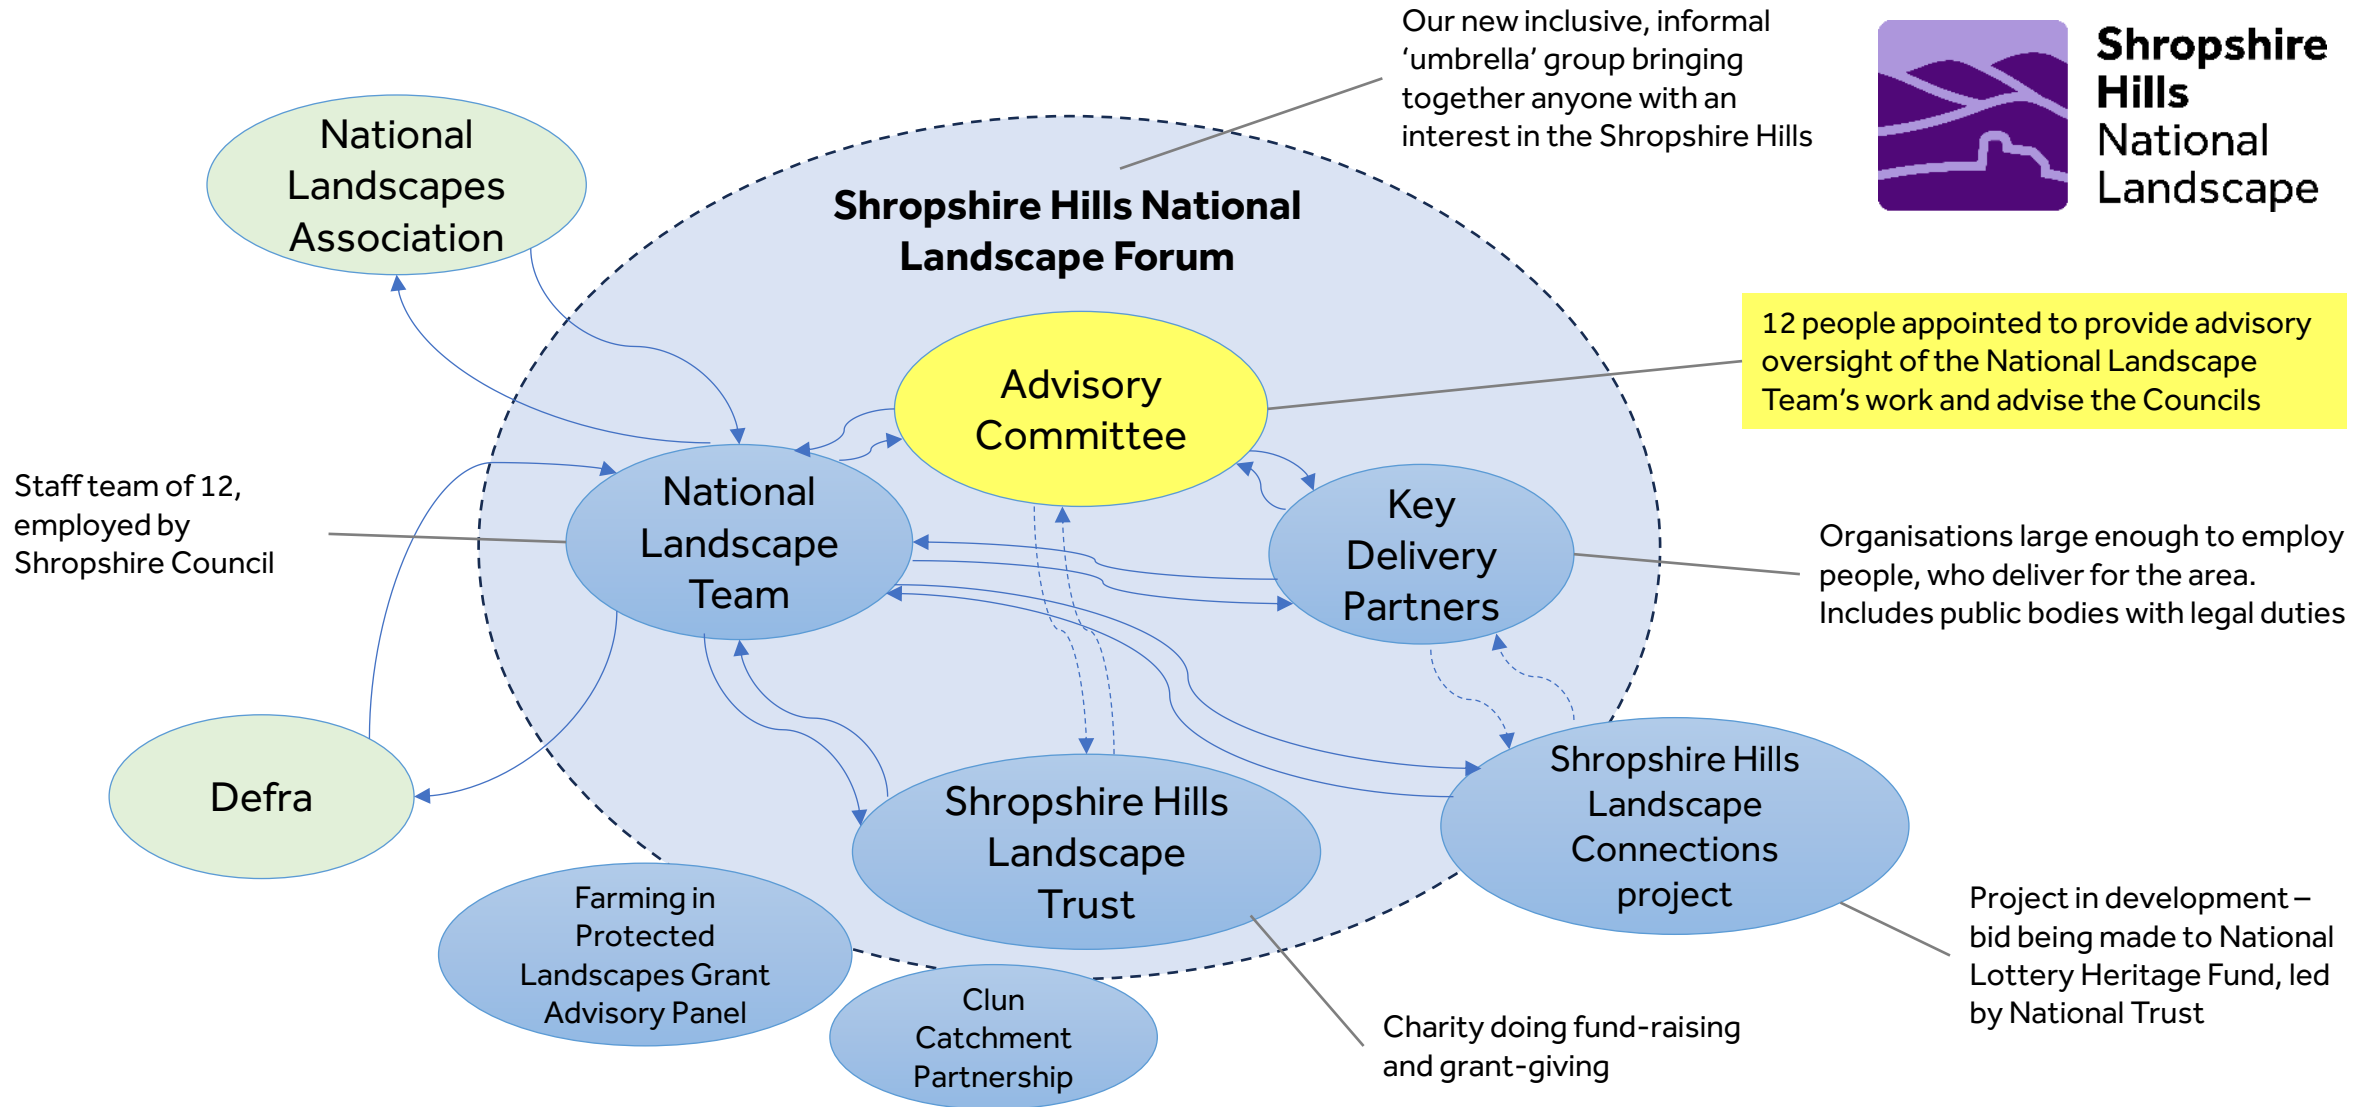 Our new inclusive, informal
‘umbrella’ group bringing
together anyone with an
interest in the Shropshire Hills
Shropshire
Hills
National
Landscape
National
Landscapes
Association
Shropshire Hills National
Landscape Forum
12 people appointed to provide advisory
oversight of the National Landscape
Team’s work and advise the Councils
Advisory
Committee
Staff team of 12,
employed by
Shropshire Council
National
Landscape
Team
Key
Delivery
Partners
Organisations large enough to employ
people, who deliver for the area.
Includes public bodies with legal duties
Defra
Shropshire Hills
Landscape
Trust
Shropshire Hills
Landscape
Connections
project
Farming in
Protected
Landscapes Grant
Advisory Panel
Clun
Catchment
Partnership
Charity doing fund-raising
and grant-giving
Project in development –
bid being made to National
Lottery Heritage Fund, led
by National Trust